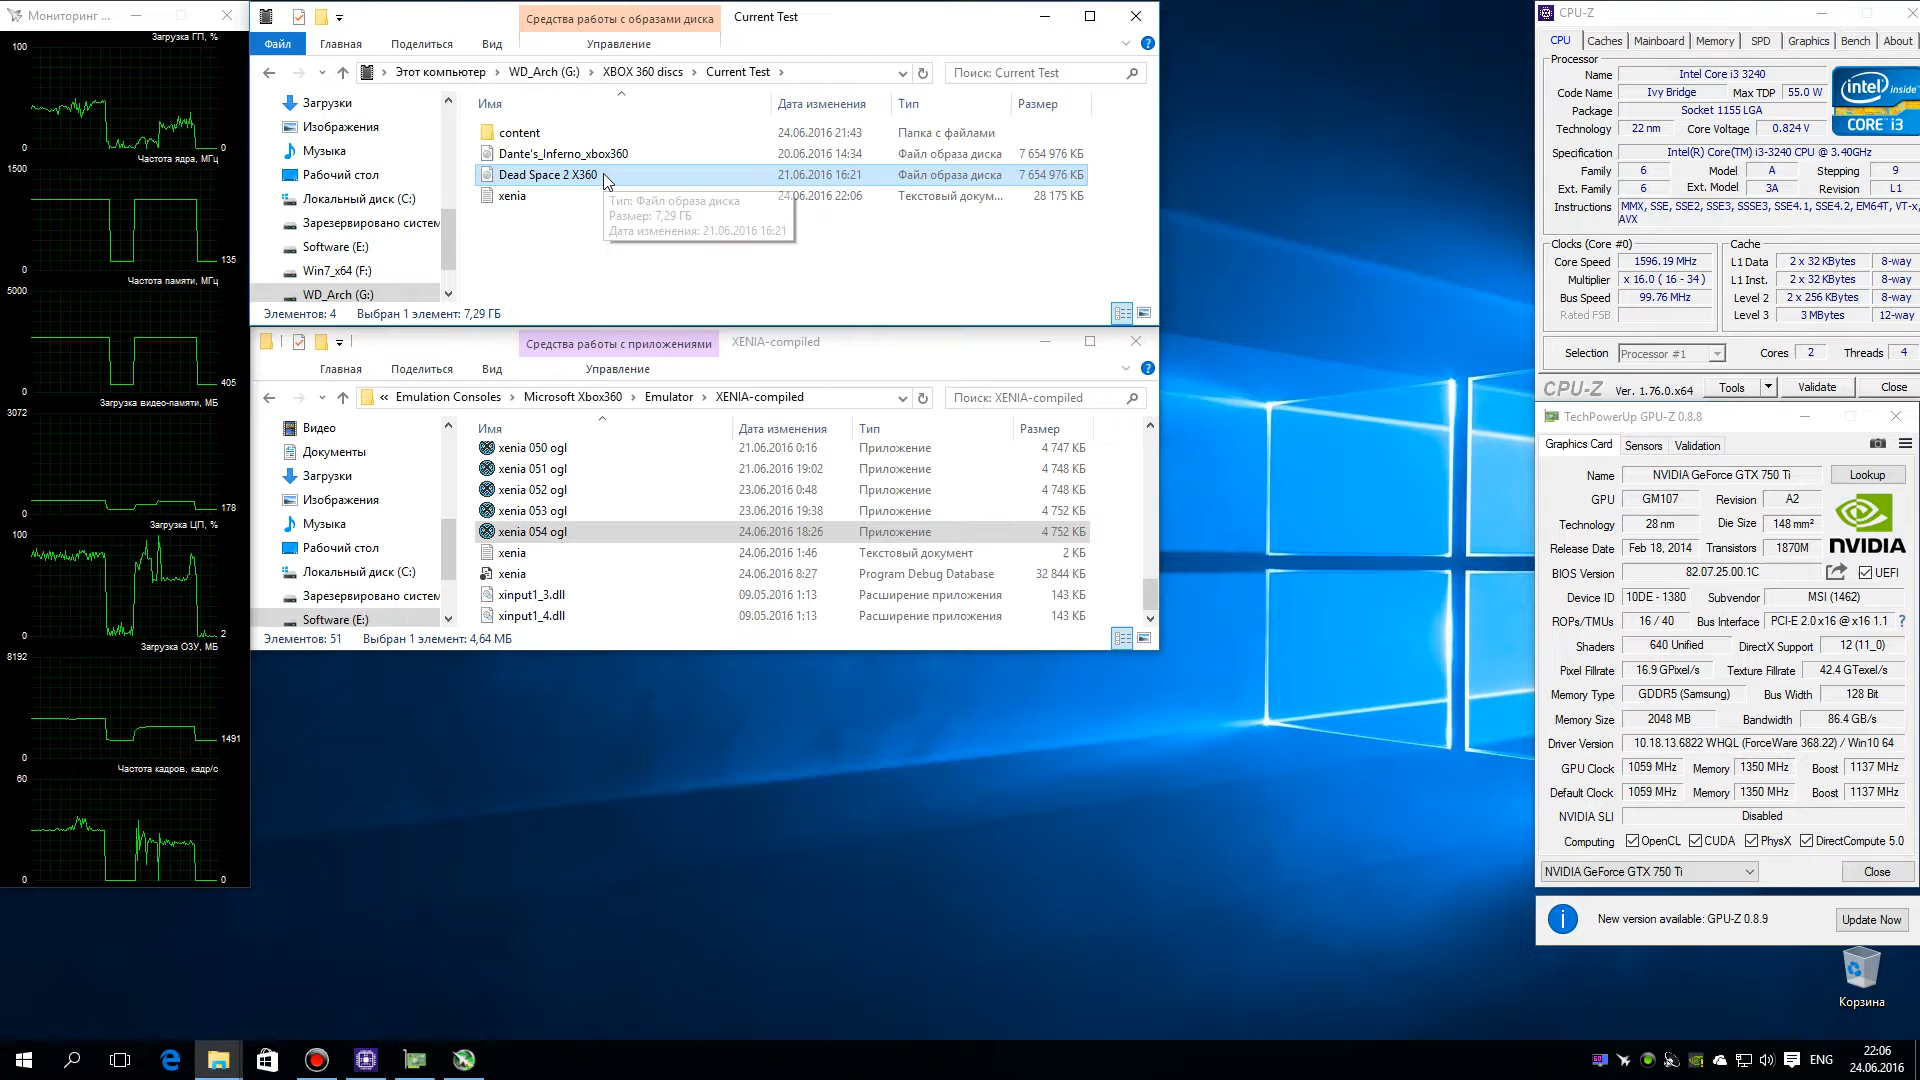 Мониторинг ...
Загрузка ГП, %
100
0
0
Частота ядра, МГц
1500
135
0
Частота памяти, МГц
5000
405
0
Загрузка видео-памяти, МБ
3072
178
0
Загрузка ЦП, %
100
2
0
Загрузка ОЗУ, МБ
8192
1491
0
Частота кадров, кадр/с
60
0
0
Средства работы с образами диска
Current Test
Файл
Главная
Поделиться
Вид
Управление
Этот компьютер > WD_Arch (G:) > XBOX 360 discs > Current Test >
Поиск: Current Test
Загрузки
Изображения
Музыка
Рабочий стол
Локальный диск (C:)
Зарезервировано систем
Software (E:)
Win7_x64 (F:)
WD_Arch (G:)
Имя Дата изменения Тип Размер
content 24.06.2016 21:43 Папка с файлами
Dante's_Inferno_xbox360 20.06.2016 14:34 Файл образа диска 7 654 976 КБ
Dead Space 2 X360 21.06.2016 16:21 Файл образа диска 7 654 976 КБ
xenia 24.06.2016 22:06 Текстовый докум... 28 175 КБ
Тип: Файл образа диска
Размер: 7,29 ГБ
Дата изменения: 21.06.2016 16:21
Элементов: 4 Выбран 1 элемент: 7,29 ГБ
Средства работы с приложениями
XENIA-compiled
Главная
Поделиться
Вид
Управление
« Emulation Consoles > Microsoft Xbox360 > Emulator > XENIA-compiled
Поиск: XENIA-compiled
Видео
Документы
Загрузки
Изображения
Музыка
Рабочий стол
Локальный диск (C:)
Зарезервировано систем
Software (E:)
Имя Дата изменения Тип Размер
xenia 050 ogl 21.06.2016 0:16 Приложение 4 747 КБ
xenia 051 ogl 21.06.2016 19:02 Приложение 4 748 КБ
xenia 052 ogl 23.06.2016 0:48 Приложение 4 748 КБ
xenia 053 ogl 23.06.2016 19:38 Приложение 4 752 КБ
xenia 054 ogl 24.06.2016 18:26 Приложение 4 752 КБ
xenia 24.06.2016 1:46 Текстовый документ 2 КБ
xenia 24.06.2016 8:27 Program Debug Database 32 844 КБ
xinput1_3.dll 09.05.2016 1:13 Расширение приложения 143 КБ
xinput1_4.dll 09.05.2016 1:13 Расширение приложения 143 КБ
Элементов: 51 Выбран 1 элемент: 4,64 МБ
CPU-Z
CPU Caches Mainboard Memory SPD Graphics Bench About
Processor
Name Intel Core i3 3240
Code Name Ivy Bridge Max TDP 55.0 W
Package Socket 1155 LGA
Technology 22 nm Core Voltage 0.824 V
intel inside
CORE i3
Specification Intel(R) Core(TM) i3-3240 CPU @ 3.40GHz
Family 6 Model A Stepping 9
Ext. Family 6 Ext. Model 3A Revision L1
Instructions MMX, SSE, SSE2, SSE3, SSSE3, SSE4.1, SSE4.2, EM64T, VT-x,
AVX
Clocks (Core #0)
Core Speed 1596.19 MHz
Multiplier x 16.0 ( 16 - 34 )
Bus Speed 99.76 MHz
Rated FSB
Cache
L1 Data 2 x 32 KBytes 8-way
L1 Inst. 2 x 32 KBytes 8-way
Level 2 2 x 256 KBytes 8-way
Level 3 3 MBytes 12-way
Selection Processor #1 Cores 2 Threads 4
CPU-Z Ver. 1.76.0.x64 Tools Validate Close
TechPowerUp GPU-Z 0.8.8
Graphics Card Sensors Validation
Name NVIDIA GeForce GTX 750 Ti Lookup
GPU GM107 Revision A2
Technology 28 nm Die Size 148 mm²
Release Date Feb 18, 2014 Transistors 1870M
NVIDIA
BIOS Version 82.07.25.00.1C UEFI
Device ID 10DE - 1380 Subvendor MSI (1462)
ROPs/TMUs 16 / 40 Bus Interface PCI-E 2.0 x16 @ x16 1.1 ?
Shaders 640 Unified DirectX Support 12 (11_0)
Pixel Fillrate 16.9 GPixel/s Texture Fillrate 42.4 GTexel/s
Memory Type GDDR5 (Samsung) Bus Width 128 Bit
Memory Size 2048 MB Bandwidth 86.4 GB/s
Driver Version 10.18.13.6822 WHQL (ForceWare 368.22) / Win10 64
GPU Clock 1059 MHz Memory 1350 MHz Boost 1137 MHz
Default Clock 1059 MHz Memory 1350 MHz Boost 1137 MHz
NVIDIA SLI Disabled
Computing OpenCL CUDA PhysX DirectCompute 5.0
NVIDIA GeForce GTX 750 Ti Close
New version available: GPU-Z 0.8.9 Update Now
Корзина
ENG
22:06
24.06.2016